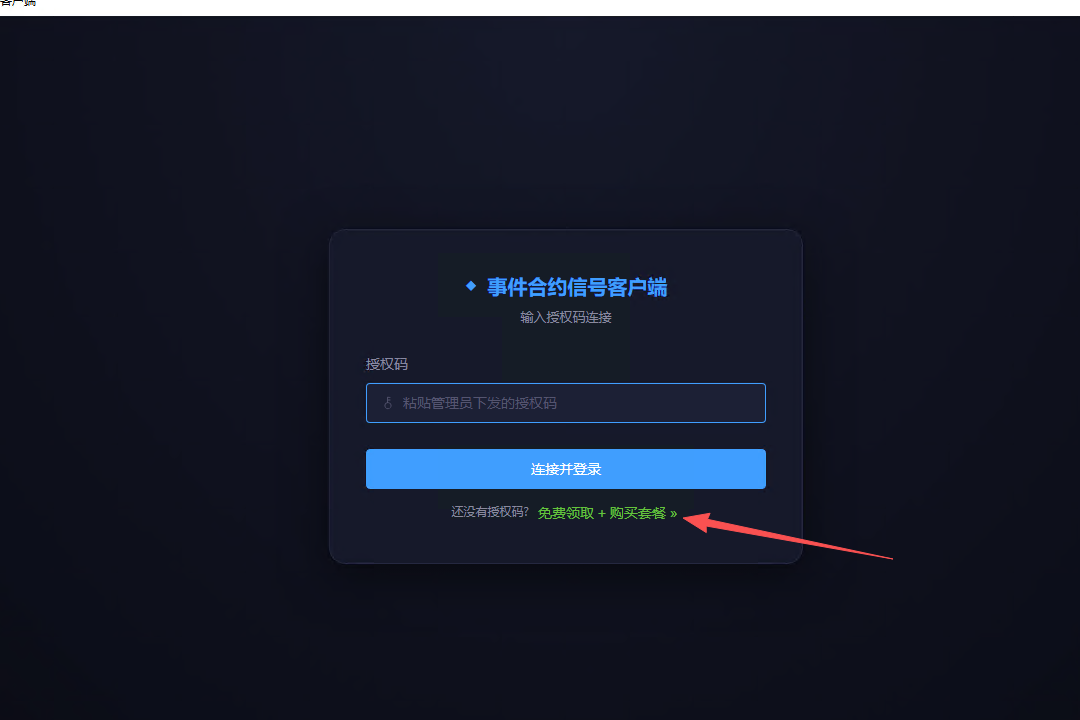 客户端
事件合约信号客户端
输入授权码连接
授权码
粘贴管理员下发的授权码
连接并登录
还没有授权码? 免费领取 + 购买套餐 »